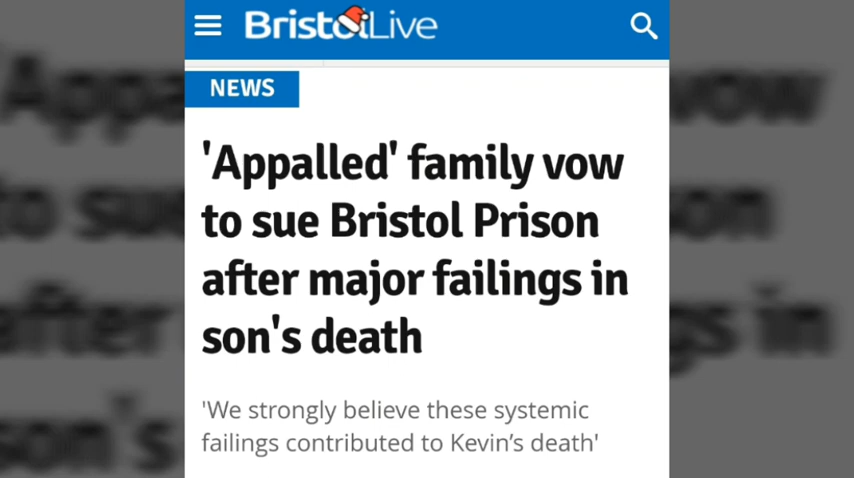 BristolLive
NEWS
'Appalled' family vow
to sue Bristol Prison
after major failings in
son's death
'We strongly believe these systemic
failings contributed to Kevin’s death'